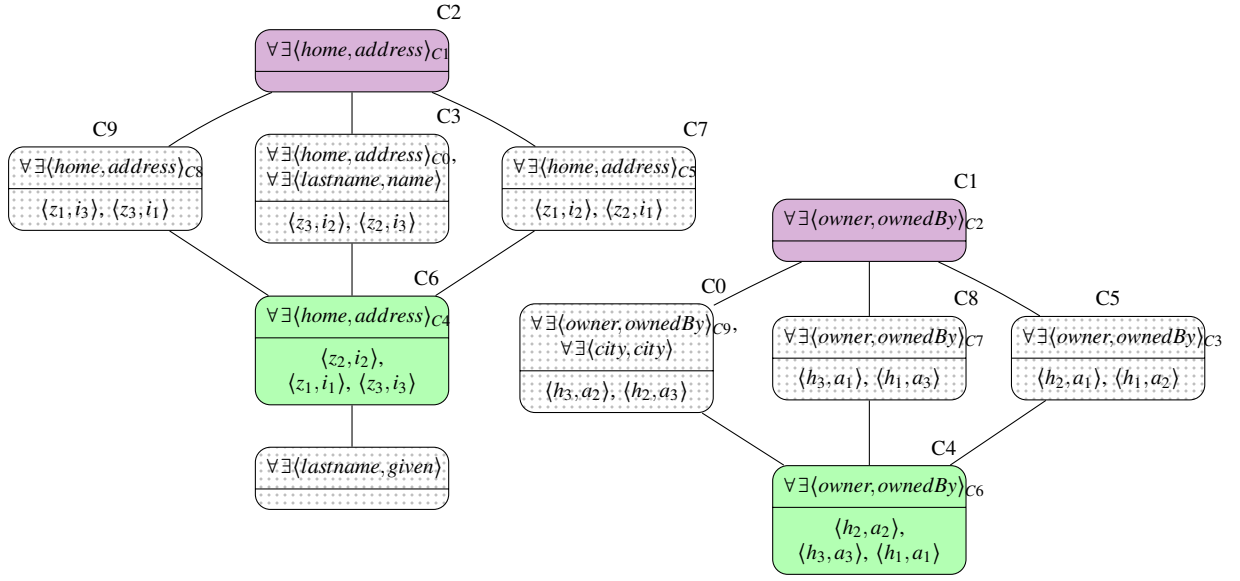 C2
∀∃⟨home,address⟩C1
C9
∀∃⟨home,address⟩C8
⟨z1,i3⟩, ⟨z3,i1⟩
C3
∀∃⟨home,address⟩C0,
∀∃⟨lastname,name⟩
⟨z3,i2⟩, ⟨z2,i3⟩
C7
∀∃⟨home,address⟩C5
⟨z1,i2⟩, ⟨z2,i1⟩
C6
∀∃⟨home,address⟩C4
⟨z2,i2⟩,
⟨z1,i1⟩, ⟨z3,i3⟩
∀∃⟨lastname,given⟩
C1
∀∃⟨owner,ownedBy⟩C2
C0
∀∃⟨owner,ownedBy⟩C9,
∀∃⟨city,city⟩
⟨h3,a2⟩, ⟨h2,a3⟩
C8
∀∃⟨owner,ownedBy⟩C7
⟨h3,a1⟩, ⟨h1,a3⟩
C5
∀∃⟨owner,ownedBy⟩C3
⟨h2,a1⟩, ⟨h1,a2⟩
C4
∀∃⟨owner,ownedBy⟩C6
⟨h2,a2⟩,
⟨h3,a3⟩, ⟨h1,a1⟩